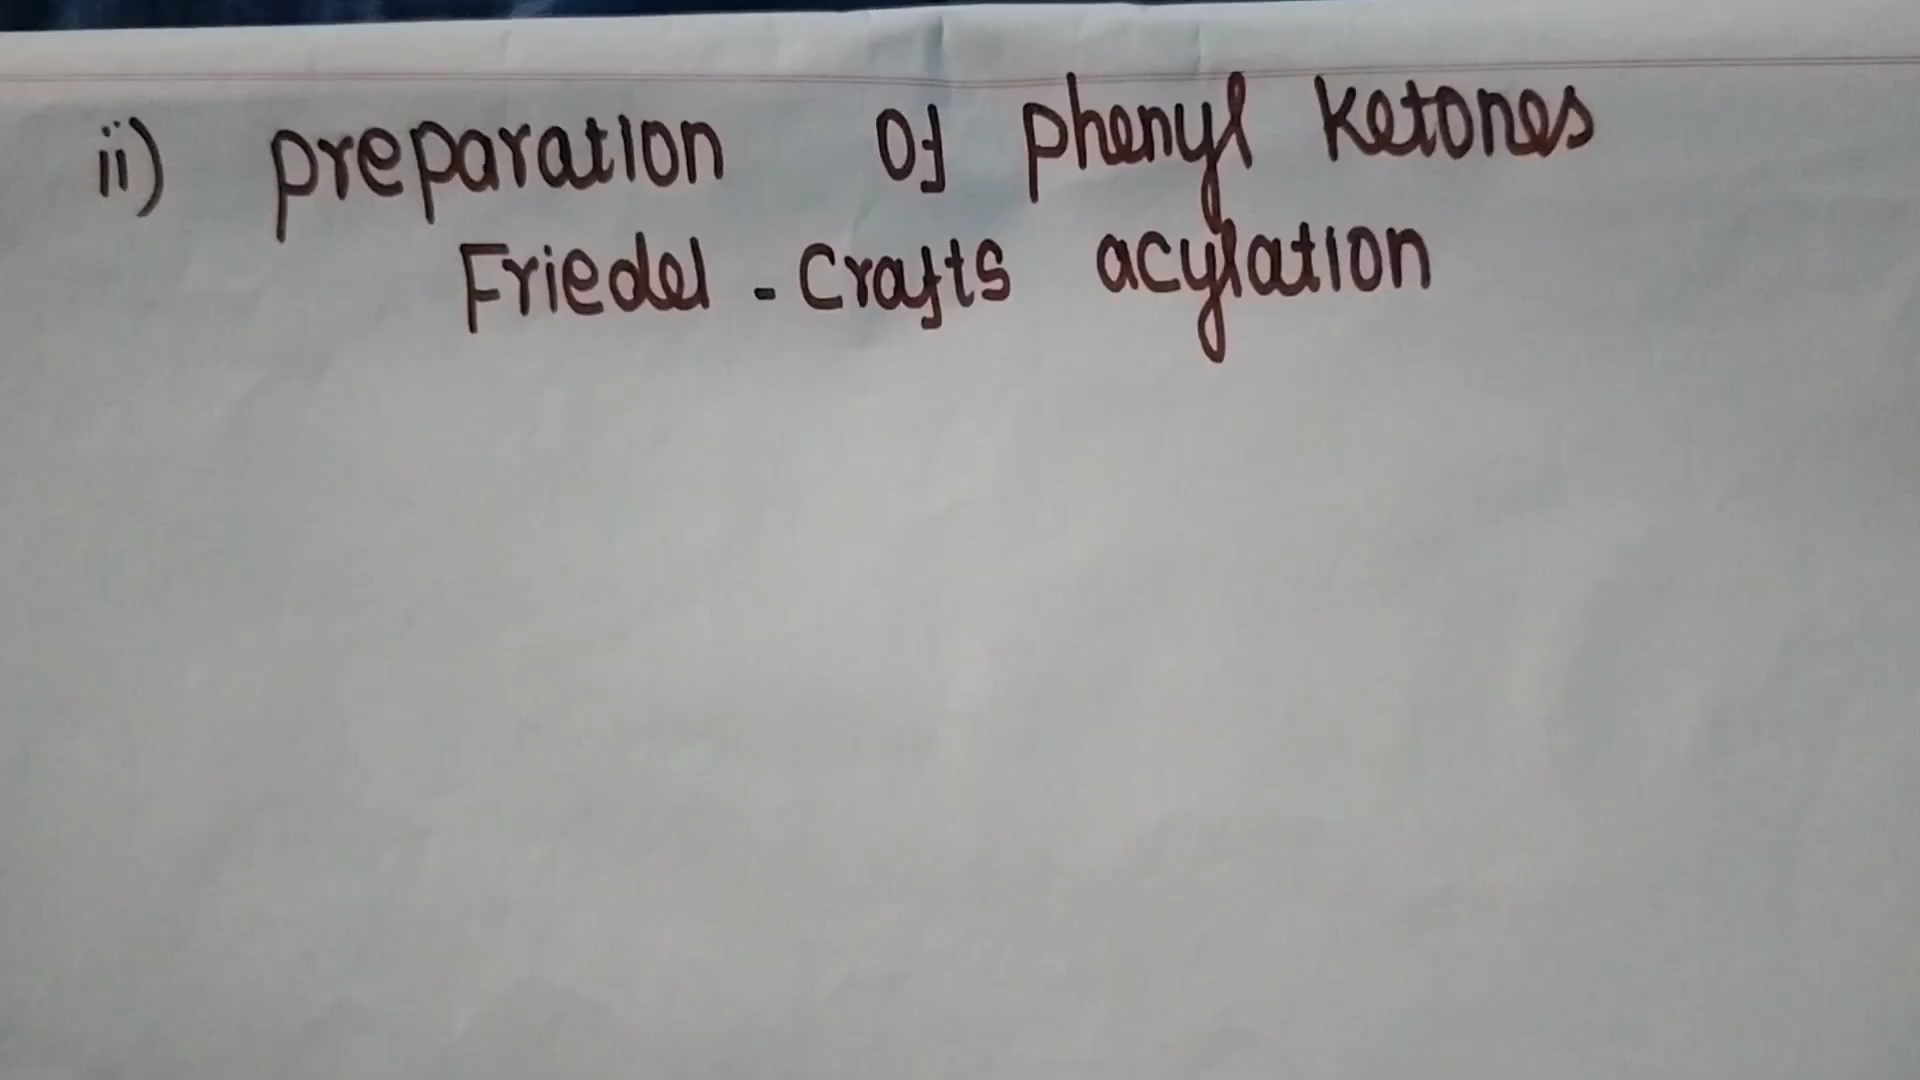 ii) preparation of phenyl ketones
Friedel - Crafts acylation